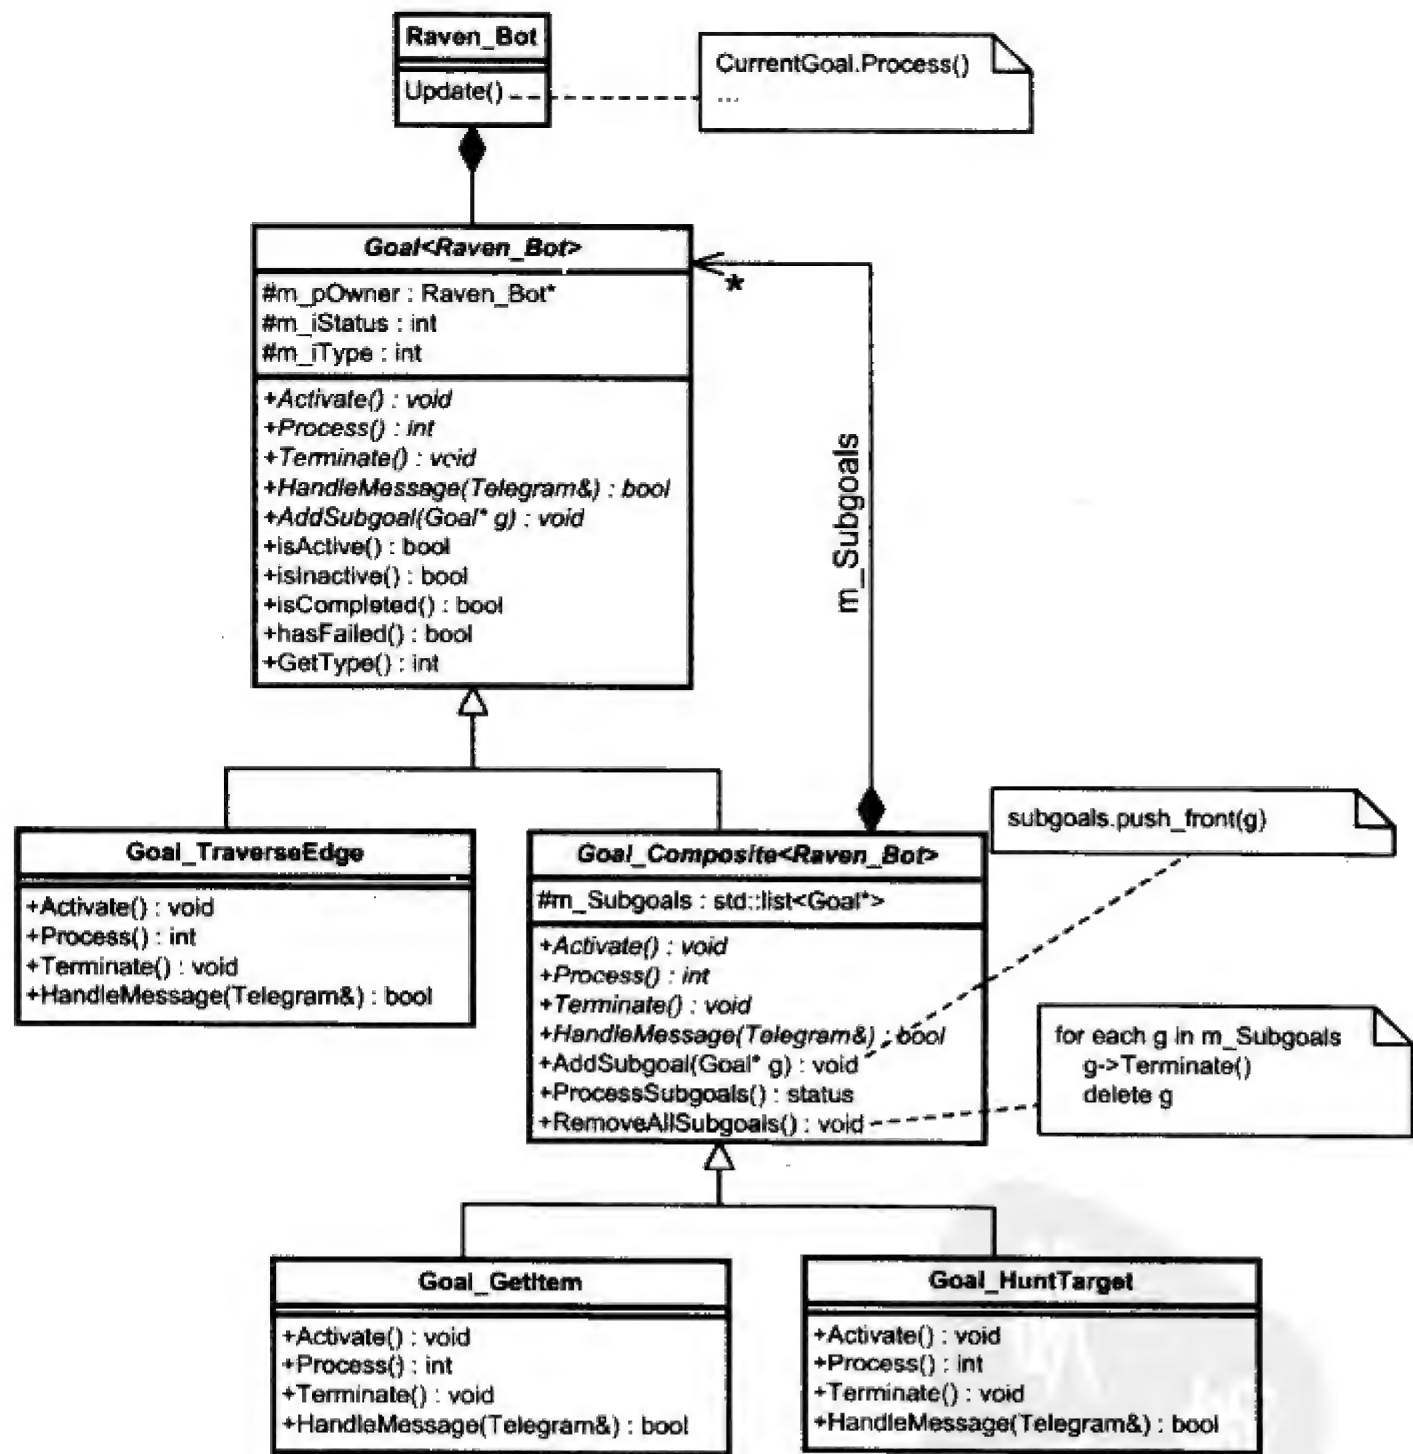 Raven_Bot
Update()
CurrentGoal.Process()
...
Goal<Raven_Bot>
#m_pOwner : Raven_Bot*
#m_iStatus : int
#m_iType : int
+Activate() : void
+Process() : int
+Terminate() : void
+HandleMessage(Telegram&) : bool
+AddSubgoal(Goal* g) : void
+isActive() : bool
+isInactive() : bool
+isCompleted() : bool
+hasFailed() : bool
+GetType() : int
*
m_Subgoals
Goal_TraverseEdge
+Activate() : void
+Process() : int
+Terminate() : void
+HandleMessage(Telegram&) : bool
Goal_Composite<Raven_Bot>
#m_Subgoals : std::list<Goal*>
+Activate() : void
+Process() : int
+Terminate() : void
+HandleMessage(Telegram&) : bool
+AddSubgoal(Goal* g) : void
+ProcessSubgoals() : status
+RemoveAllSubgoals() : void
subgoals.push_front(g)
for each g in m_Subgoals
g->Terminate()
delete g
Goal_GetItem
+Activate() : void
+Process() : int
+Terminate() : void
+HandleMessage(Telegram&) : bool
Goal_HuntTarget
+Activate() : void
+Process() : int
+Terminate() : void
+HandleMessage(Telegram&) : bool